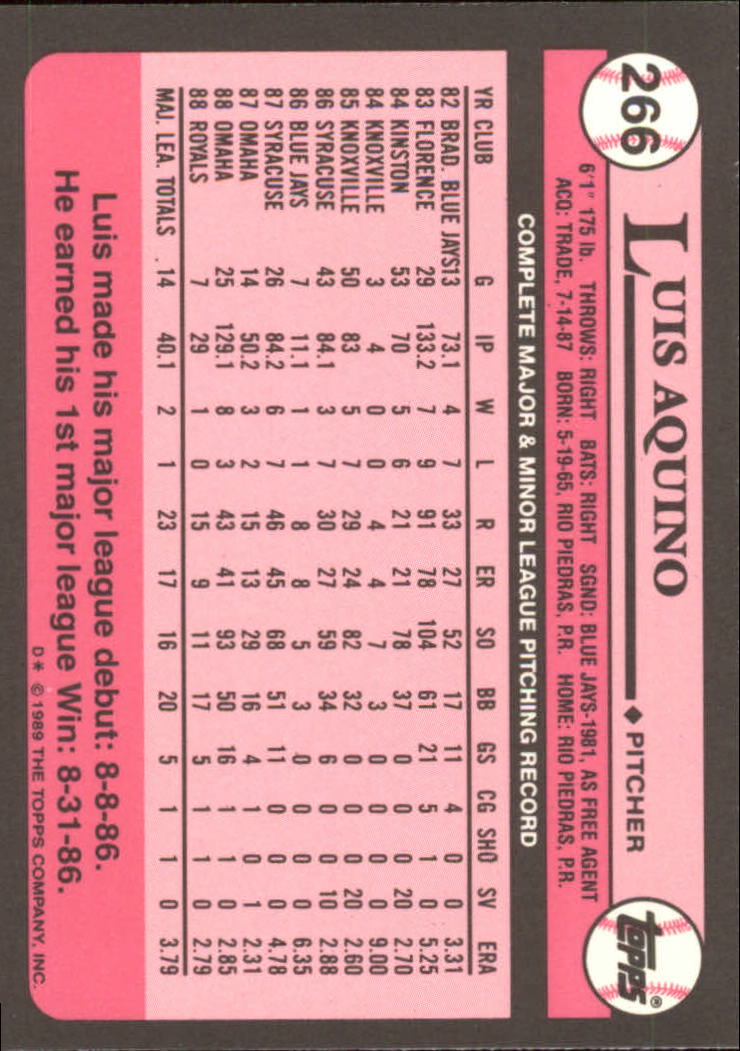 266
LUIS AQUINO ◆ PITCHER
Topps®
6'1" 175 lb. THROWS: RIGHT BATS: RIGHT SGND: BLUE JAYS-1981, AS FREE AGENT
ACQ: TRADE, 7-14-87 BORN: 5-19-65, RIO PIEDRAS, P.R. HOME: RIO PIEDRAS, P.R.
COMPLETE MAJOR & MINOR LEAGUE PITCHING RECORD
YR CLUB G IP W L R ER SO BB GS CG SHO SV ERA
82 BRAD. BLUE JAYS 13 73.1 4 7 33 27 52 17 11 4 0 0 3.31
83 FLORENCE 29 133.2 7 9 91 78 104 61 21 5 1 0 5.25
84 KINSTON 53 70 5 6 21 21 78 37 0 0 0 20 2.70
84 KNOXVILLE 3 4 0 0 4 4 7 3 0 0 0 0 9.00
85 KNOXVILLE 50 83 5 7 29 24 82 32 0 0 0 20 2.60
86 SYRACUSE 43 84.1 3 7 30 27 59 34 6 0 0 10 2.88
86 BLUE JAYS 7 11.1 1 1 8 8 5 3 0 0 0 0 6.35
87 SYRACUSE 26 84.2 6 7 46 45 68 51 11 0 0 0 4.78
87 OMAHA 14 50.2 3 2 15 13 29 16 4 1 0 1 2.31
88 OMAHA 25 129.1 8 3 43 41 93 50 16 1 1 0 2.85
88 ROYALS 7 29 1 0 15 9 11 17 5 1 1 0 2.79
MAJ. LEA. TOTALS 14 40.1 2 1 23 17 16 20 5 1 1 0 3.79
Luis made his major league debut: 8-8-86.
He earned his 1st major league Win: 8-31-86.
D* © 1989 THE TOPPS COMPANY, INC.